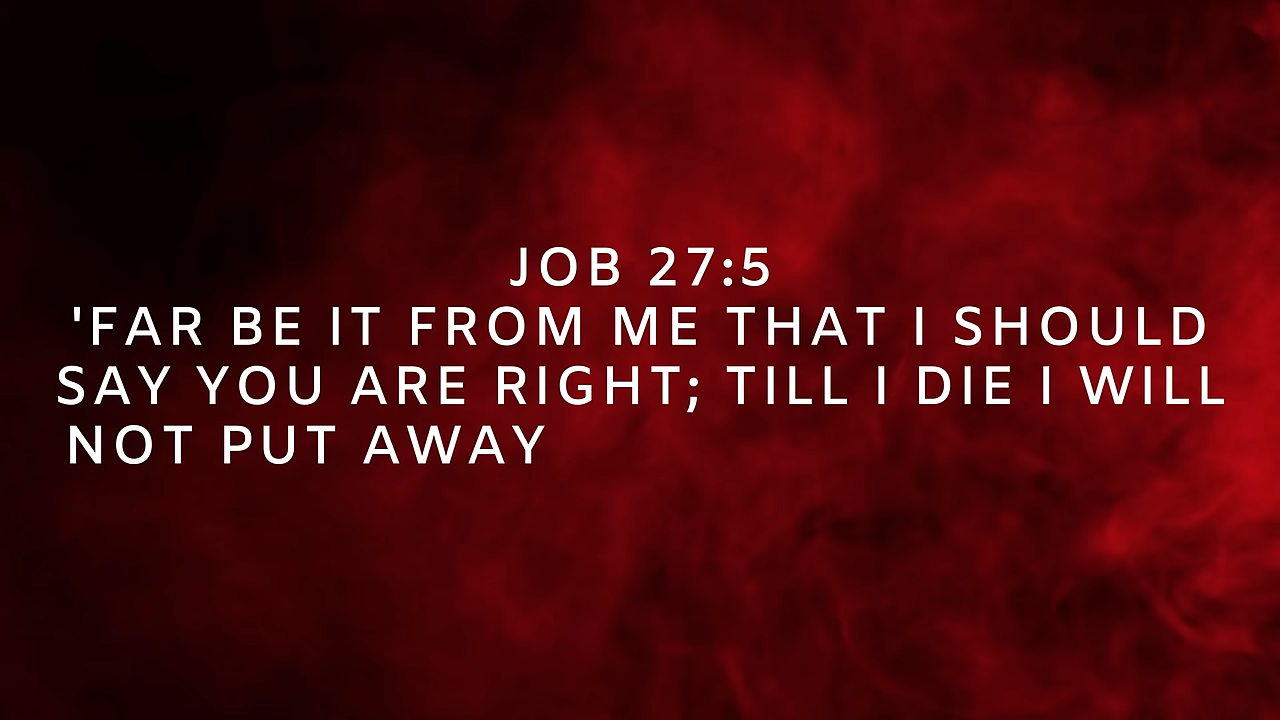 JOB 27:5
'FAR BE IT FROM ME THAT I SHOULD
SAY YOU ARE RIGHT; TILL I DIE I WILL
NOT PUT AWAY